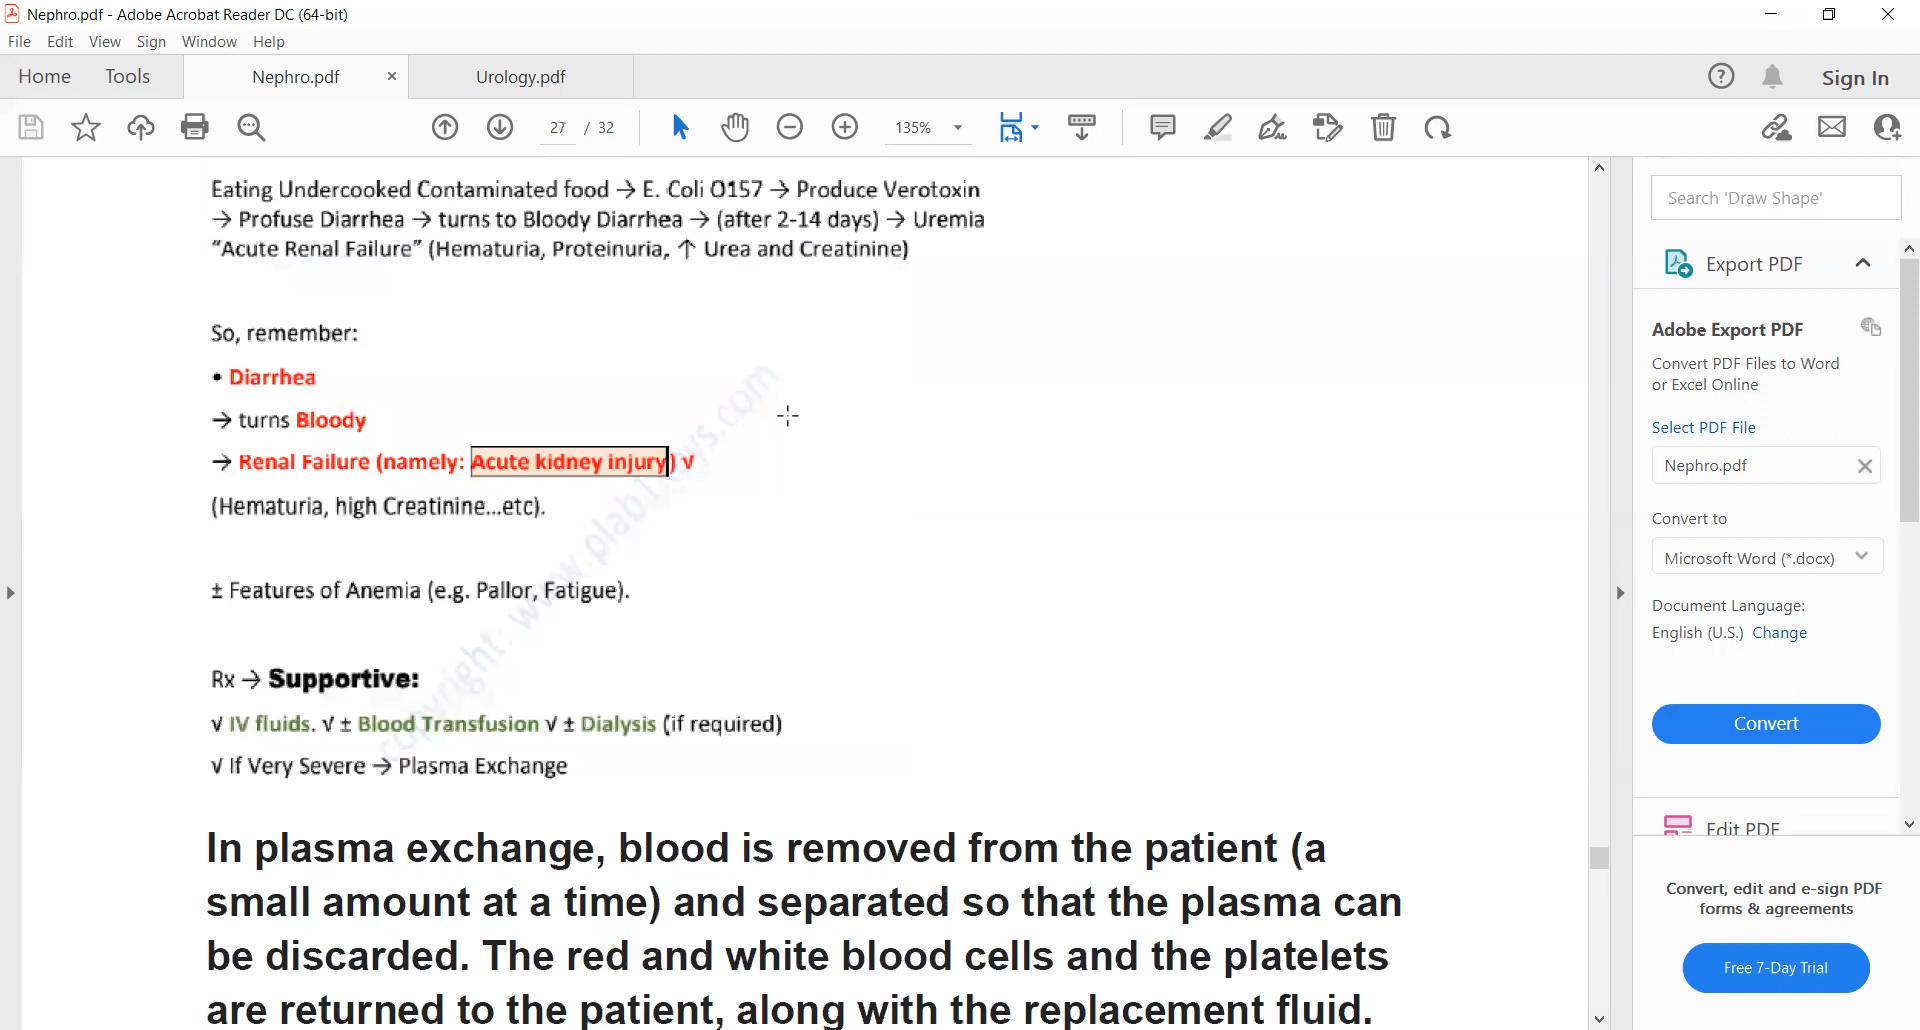 Nephro.pdf - Adobe Acrobat Reader DC (64-bit)
File Edit View Sign Window Help
Home Tools Nephro.pdf × Urology.pdf Sign In
27 / 32 135%
Eating Undercooked Contaminated food → E. Coli O157 → Produce Verotoxin
→ Profuse Diarrhea → turns to Bloody Diarrhea → (after 2-14 days) → Uremia
“Acute Renal Failure” (Hematuria, Proteinuria, ↑ Urea and Creatinine)
So, remember:
• Diarrhea
→ turns Bloody
→ Renal Failure (namely: Acute kidney injury) √
(Hematuria, high Creatinine...etc).
± Features of Anemia (e.g. Pallor, Fatigue).
Rx → Supportive:
√ IV fluids. √ ± Blood Transfusion √ ± Dialysis (if required)
√ If Very Severe → Plasma Exchange
In plasma exchange, blood is removed from the patient (a
small amount at a time) and separated so that the plasma can
be discarded. The red and white blood cells and the platelets
are returned to the patient, along with the replacement fluid.
Search 'Draw Shape'
Export PDF
Adobe Export PDF
Convert PDF Files to Word
or Excel Online
Select PDF File
Nephro.pdf
Convert to
Microsoft Word (*.docx)
Document Language:
English (U.S.) Change
Convert
Edit PDF
Convert, edit and e-sign PDF
forms & agreements
Free 7-Day Trial